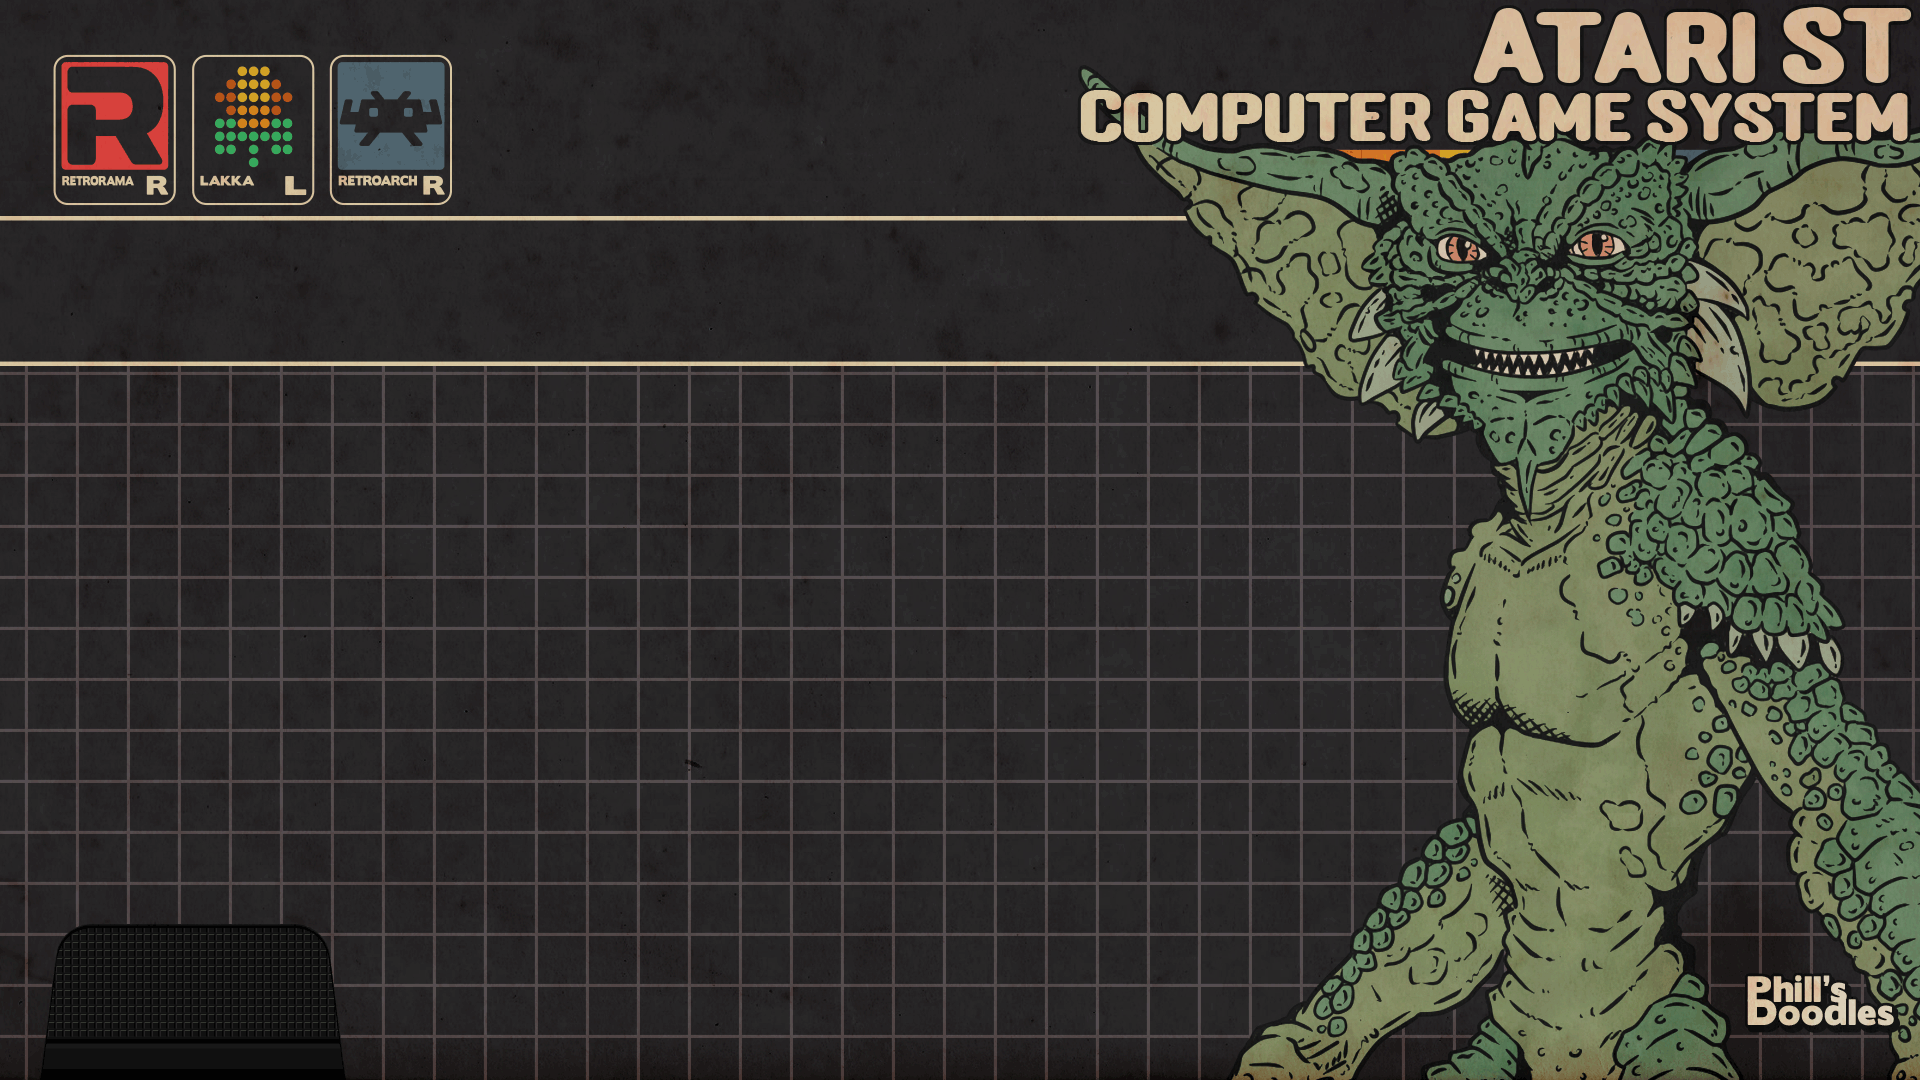 ATARI ST
COMPUTER GAME SYSTEM
RETRORAMA R
LAKKA L
RETROARCH R
Phill's
Doodles